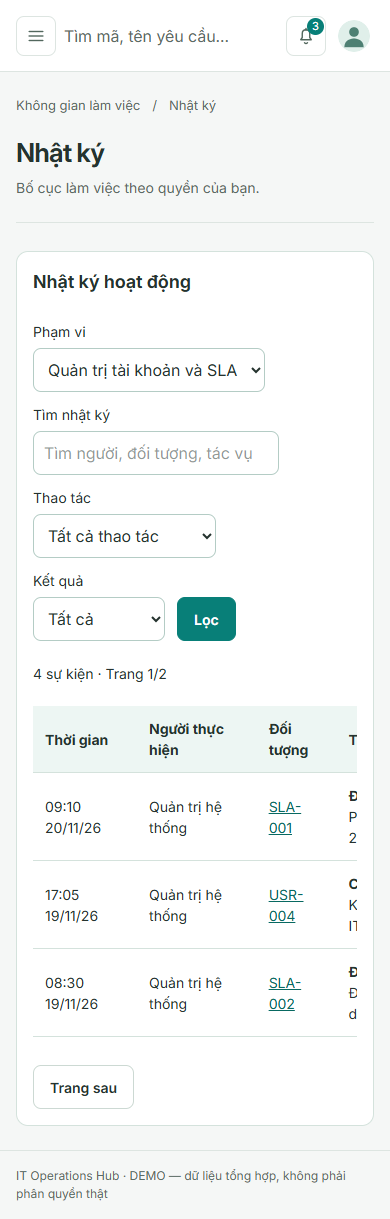 Tìm mã, tên yêu cầu...
3
Không gian làm việc / Nhật ký
Nhật ký
Bố cục làm việc theo quyền của bạn.
Nhật ký hoạt động
Phạm vi
Quản trị tài khoản và SLA
Tìm nhật ký
Tìm người, đối tượng, tác vụ
Thao tác
Tất cả thao tác
Kết quả
Tất cả
Lọc
4 sự kiện · Trang 1/2
Thời gian
Người thực hiện
Đối tượng
09:10 20/11/26
Quản trị hệ thống
SLA-001
17:05 19/11/26
Quản trị hệ thống
USR-004
08:30 19/11/26
Quản trị hệ thống
SLA-002
Trang sau
IT Operations Hub · DEMO — dữ liệu tổng hợp, không phải
phân quyền thật